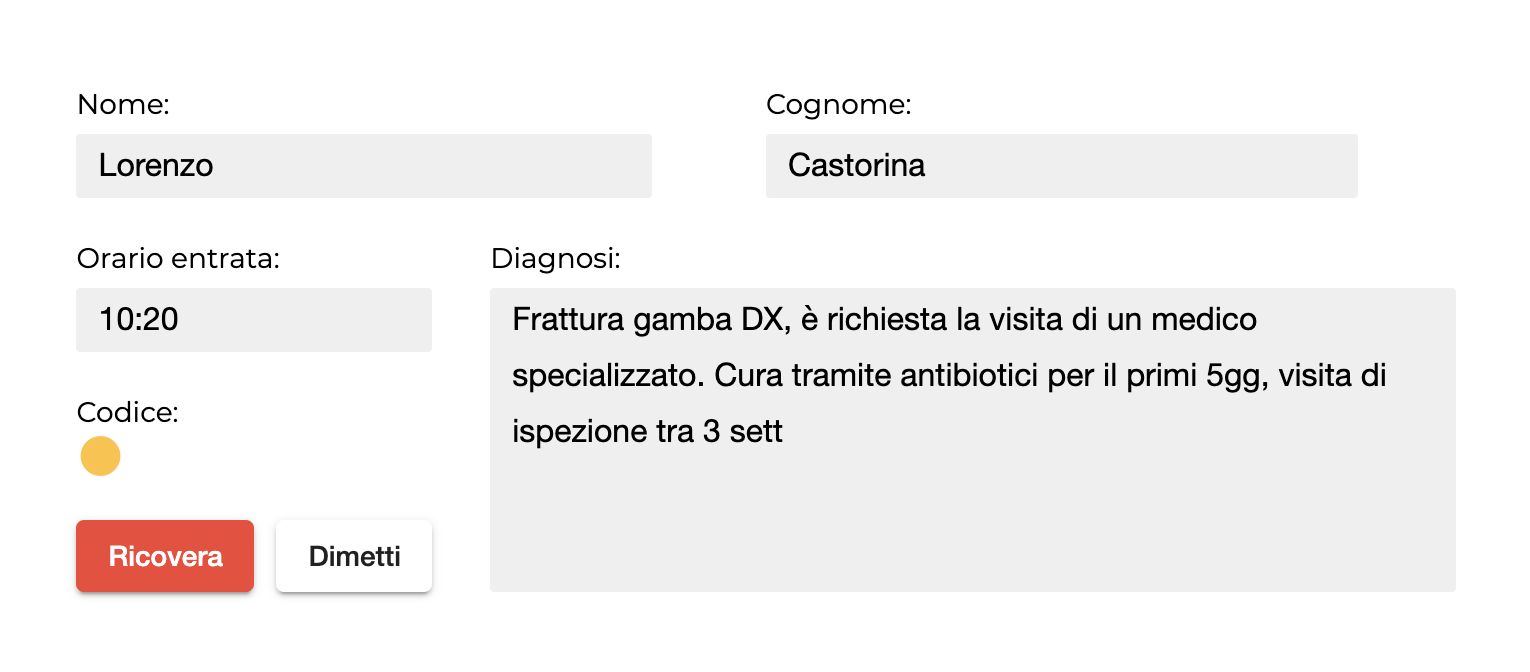 Nome:
Cognome:
Lorenzo
Castorina
Orario entrata:
Diagnosi:
10:20
Frattura gamba DX, è richiesta la visita di un medico
specializzato. Cura tramite antibiotici per il primi 5gg, visita di
ispezione tra 3 sett
Codice:
Ricovera
Dimetti